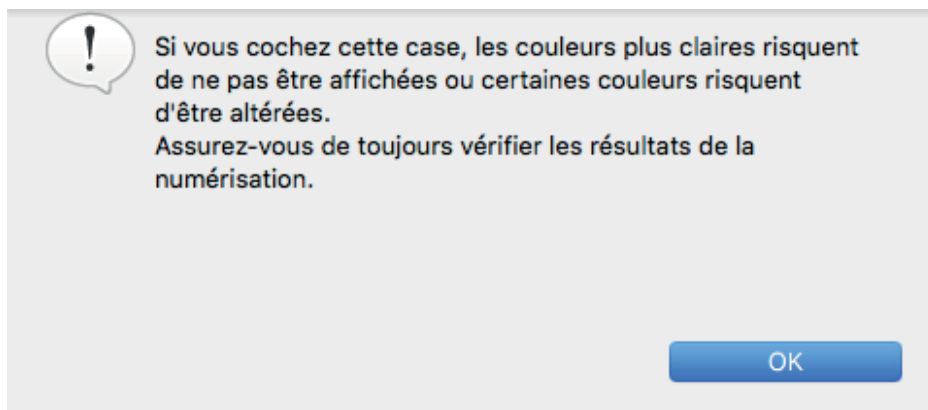 Si vous cochez cette case, les couleurs plus claires risquent
de ne pas être affichées ou certaines couleurs risquent
d'être altérées.
Assurez-vous de toujours vérifier les résultats de la
numérisation.
OK